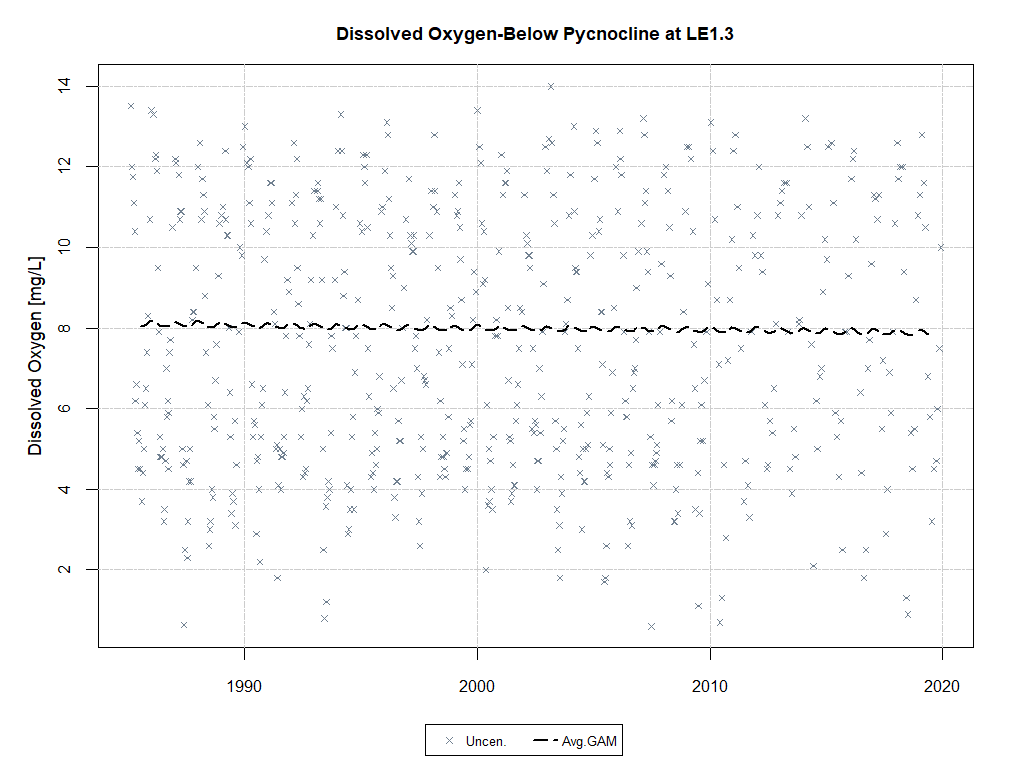 Dissolved Oxygen-Below Pycnocline at LE1.3
Dissolved Oxygen [mg/L]
14
12
10
8
6
4
2
1990
2000
2010
2020
Uncen.
Avg.GAM